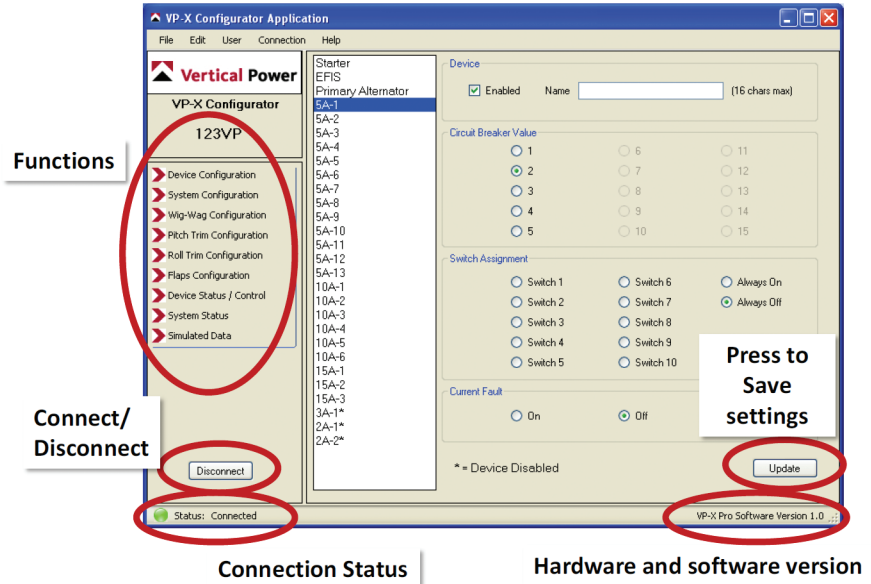 VP-X Configurator Application
File Edit User Connection Help
Vertical Power
VP-X Configurator
123VP
Functions
Device Configuration
System Configuration
Wig-Wag Configuration
Pitch Trim Configuration
Roll Trim Configuration
Flaps Configuration
Device Status / Control
System Status
Simulated Data
Connect/
Disconnect
Disconnect
Status: Connected
Connection Status
Starter
EFIS
Primary Alternator
5A-1
5A-2
5A-3
5A-4
5A-5
5A-6
5A-7
5A-8
5A-9
5A-10
5A-11
5A-12
5A-13
10A-1
10A-2
10A-3
10A-4
10A-5
10A-6
15A-1
15A-2
15A-3
3A-1*
2A-1*
2A-2*
Device
Enabled Name (16 chars max)
Circuit Breaker Value
1 6 11
2 7 12
3 8 13
4 9 14
5 10 15
Switch Assignment
Switch 1 Switch 6 Always On
Switch 2 Switch 7 Always Off
Switch 3 Switch 8
Switch 4 Switch 9
Switch 5 Switch 10
Current Fault
On Off
Press to
Save
settings
* = Device Disabled
Update
VP-X Pro Software Version 1.0
Hardware and software version